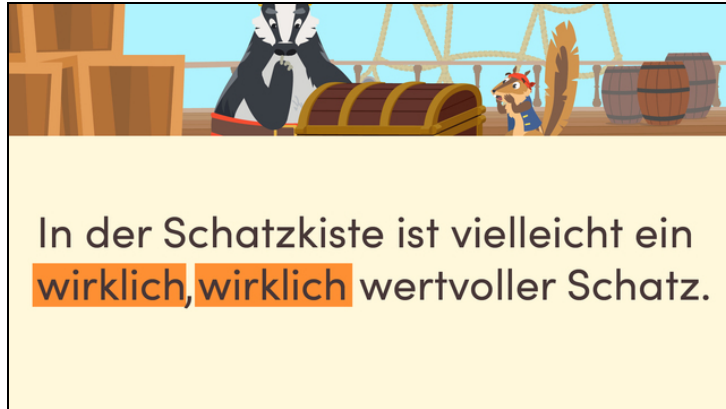 In der Schatzkiste ist vielleicht ein
wirklich, wirklich wertvoller Schatz.